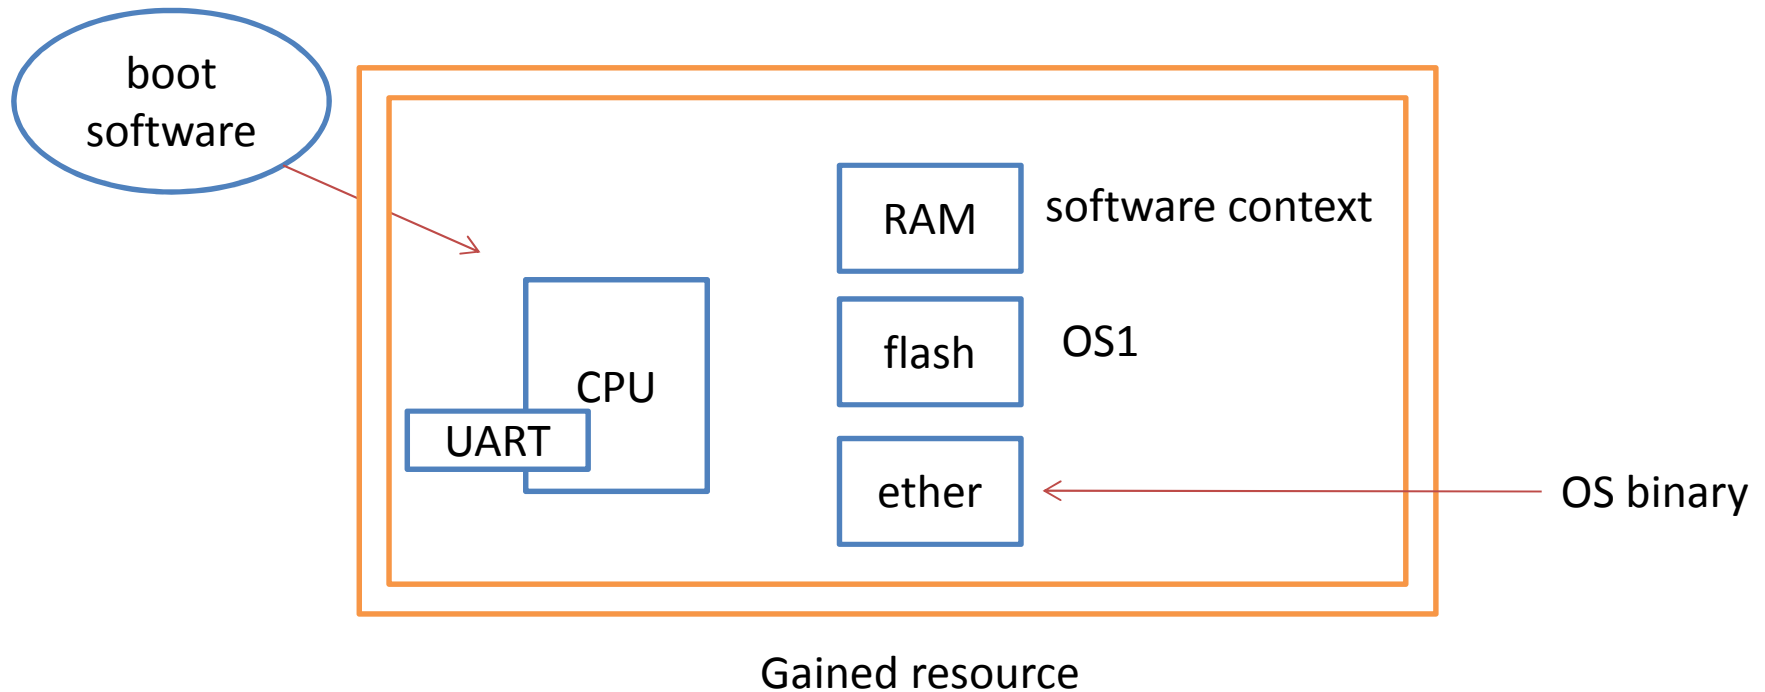 boot
software
RAM
software context
flash
OS1
CPU
UART
ether
OS binary
Gained resource